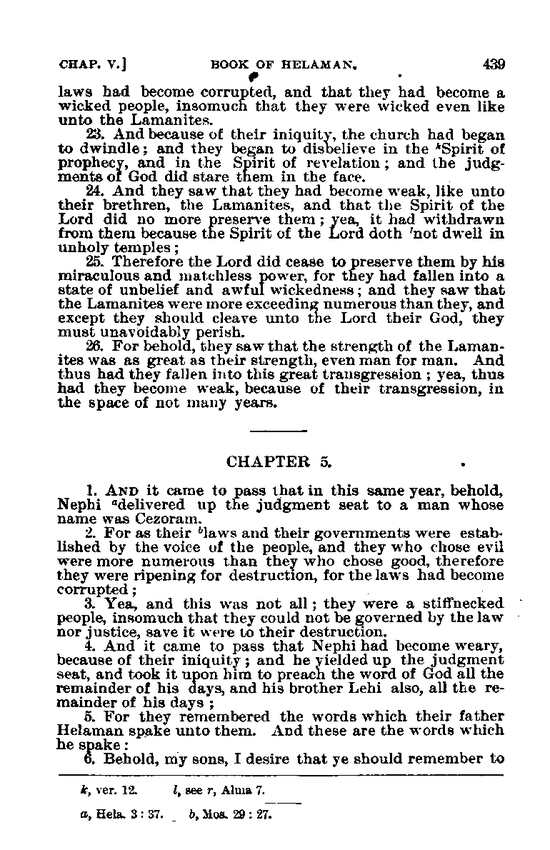 CHAP. V.] BOOK OF HELAMAN. 439
laws had become corrupted, and that they had become a
wicked people, insomuch that they were wicked even like
unto the Lamanites.
23. And because of their iniquity, the church had began
to dwindle; and they began to disbelieve in the ᵏSpirit of
prophecy, and in the Spirit of revelation; and the judg-
ments of God did stare them in the face.
24. And they saw that they had become weak, like unto
their brethren, the Lamanites, and that the Spirit of the
Lord did no more preserve them; yea, it had withdrawn
from them because the Spirit of the Lord doth ˡnot dwell in
unholy temples;
25. Therefore the Lord did cease to preserve them by his
miraculous and matchless power, for they had fallen into a
state of unbelief and awful wickedness; and they saw that
the Lamanites were more exceeding numerous than they, and
except they should cleave unto the Lord their God, they
must unavoidably perish.
26. For behold, they saw that the strength of the Laman-
ites was as great as their strength, even man for man. And
thus had they fallen into this great transgression; yea, thus
had they become weak, because of their transgression, in
the space of not many years.
CHAPTER 5.
1. AND it came to pass that in this same year, behold,
Nephi ᵃdelivered up the judgment seat to a man whose
name was Cezoram.
2. For as their ᵇlaws and their governments were estab-
lished by the voice of the people, and they who chose evil
were more numerous than they who chose good, therefore
they were ripening for destruction, for the laws had become
corrupted;
3. Yea, and this was not all; they were a stiffnecked
people, insomuch that they could not be governed by the law
nor justice, save it were to their destruction.
4. And it came to pass that Nephi had become weary,
because of their iniquity; and he yielded up the judgment
seat, and took it upon him to preach the word of God all the
remainder of his days, and his brother Lehi also, all the re-
mainder of his days;
5. For they remembered the words which their father
Helaman spake unto them. And these are the words which
he spake:
6. Behold, my sons, I desire that ye should remember to
k, ver. 12. l, see r, Alma 7.
a, Hela. 3: 37. b, Mos. 29: 27.